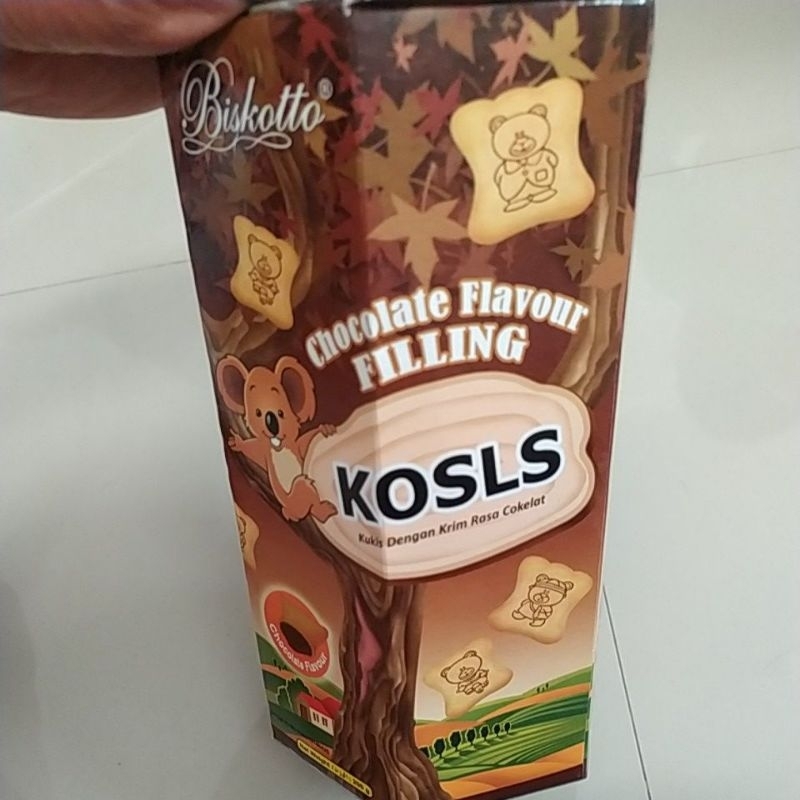 Biskotto®
Chocolate Flavour
FILLING
KOSLS
Kukis Dengan Krim Rasa Cokelat
Chocolate Flavour